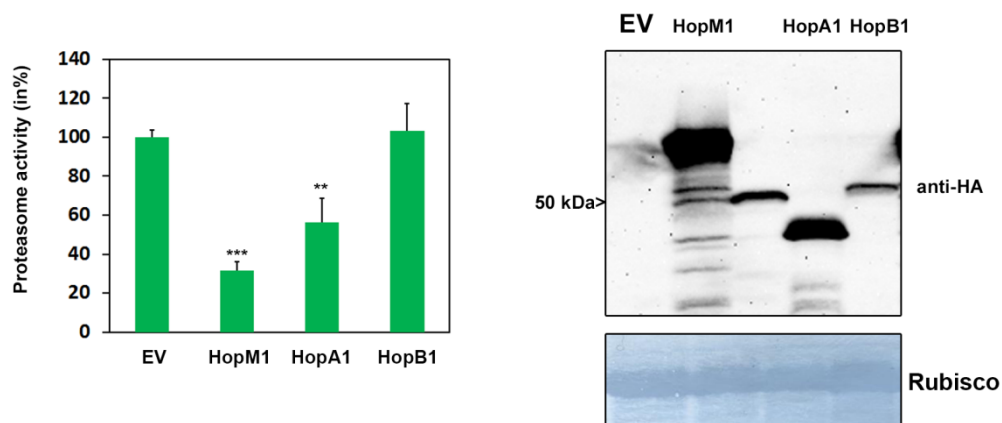 Proteasome activity (in%)
140
120
100
80
60
40
20
0
***
**
EV HopM1 HopA1 HopB1
EV HopM1 HopA1 HopB1
50 kDa>
anti-HA
Rubisco